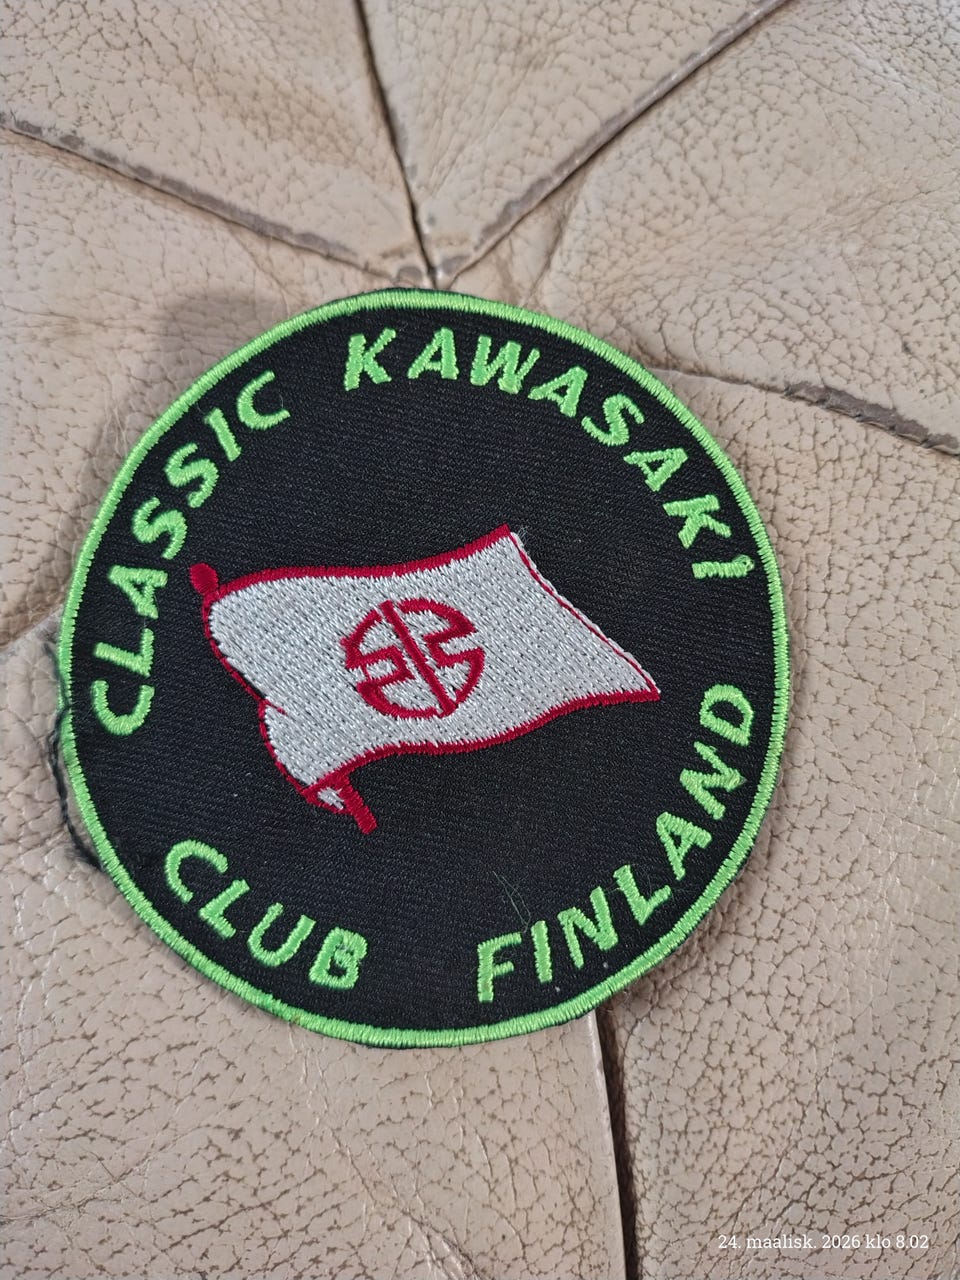 CLASSIC KAWASAKI
CLUB FINLAND
24. maalisk. 2026 klo 8.02